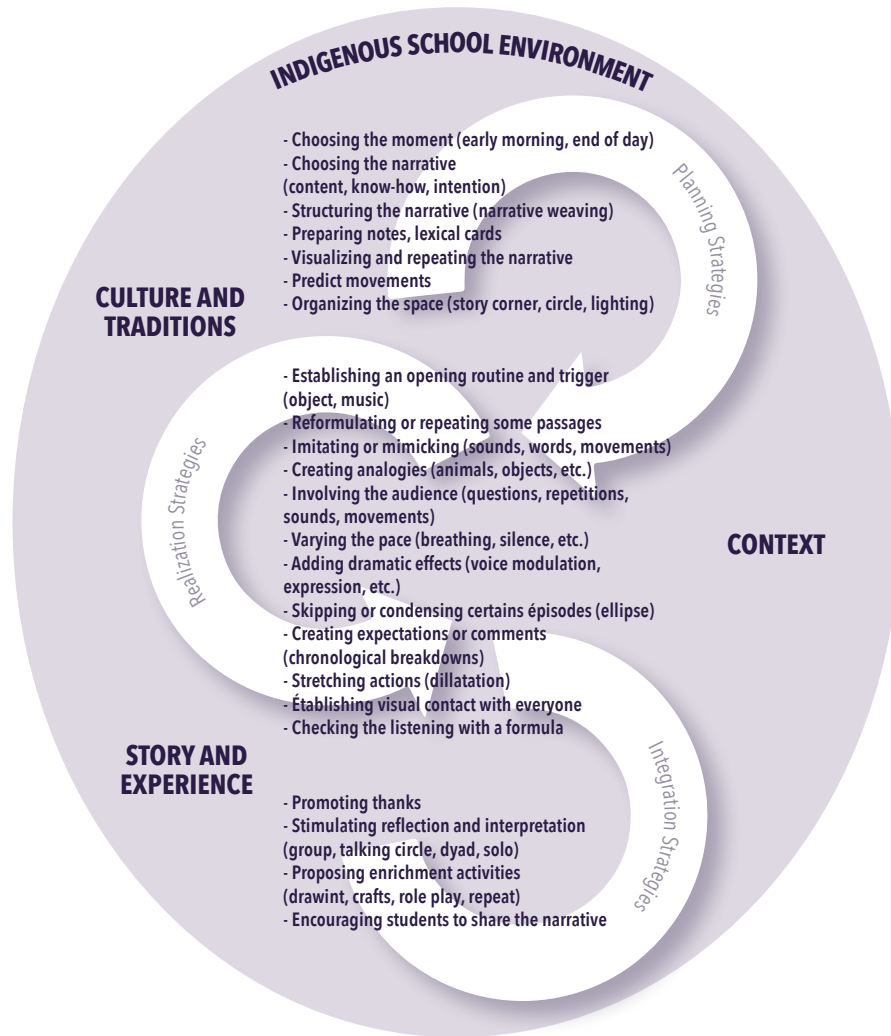 INDIGENOUS SCHOOL ENVIRONMENT
- Choosing the moment (early morning, end of day)
- Choosing the narrative
(content, know-how, intention)
- Structuring the narrative (narrative weaving)
- Preparing notes, lexical cards
- Visualizing and repeating the narrative
- Predict movements
- Organizing the space (story corner, circle, lighting)
Planning Strategies
CULTURE AND
TRADITIONS
- Establishing an opening routine and trigger
(object, music)
- Reformulating or repeating some passages
- Imitating or mimicking (sounds, words, movements)
- Creating analogies (animals, objects, etc.)
- Involving the audience (questions, repetitions,
sounds, movements)
- Varying the pace (breathing, silence, etc.)
- Adding dramatic effects (voice modulation,
expression, etc.)
- Skipping or condensing certains épisodes (ellipse)
- Creating expectations or comments
(chronological breakdowns)
- Stretching actions (dillatation)
- Établishing visual contact with everyone
- Checking the listening with a formula
Realization Strategies
CONTEXT
STORY AND
EXPERIENCE
- Promoting thanks
- Stimulating reflection and interpretation
(group, talking circle, dyad, solo)
- Proposing enrichment activities
(drawint, crafts, role play, repeat)
- Encouraging students to share the narrative
Integration Strategies